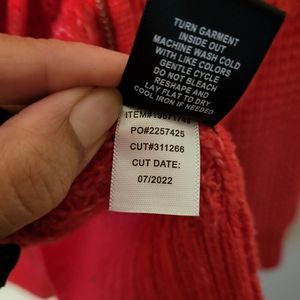 TURN GARMENT
INSIDE OUT
MACHINE WASH COLD
WITH LIKE COLORS
GENTLE CYCLE
DO NOT BLEACH
RESHAPE AND
LAY FLAT TO DRY
COOL IRON IF NEEDED
PO#2257425
CUT#311266
CUT DATE:
07/2022